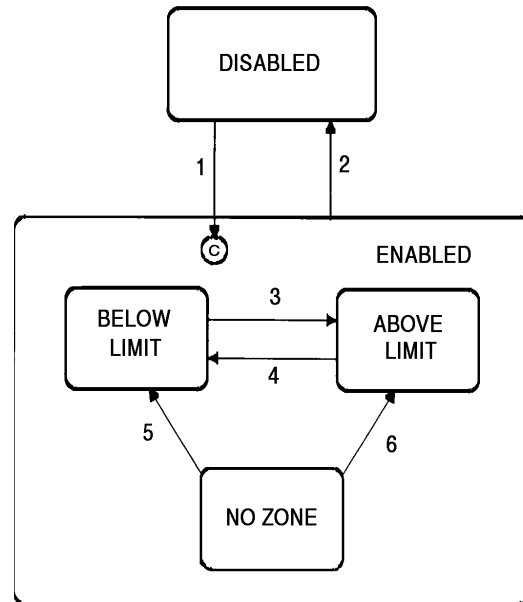 DISABLED
1
2
C
ENABLED
BELOW
LIMIT
3
ABOVE
LIMIT
4
5
6
NO ZONE